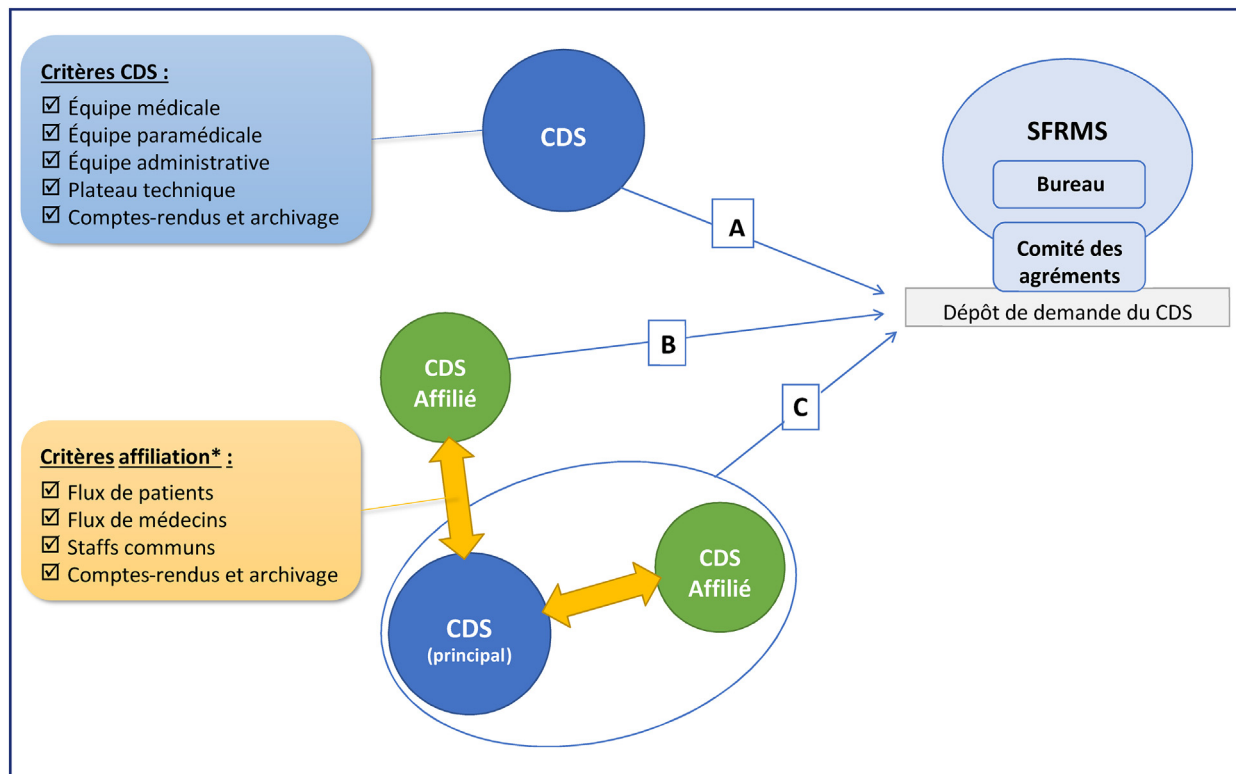 Critères CDS :
☑ Équipe médicale
☑ Équipe paramédicale
☑ Équipe administrative
☑ Plateau technique
☑ Comptes-rendus et archivage
CDS
SFRMS
Bureau
Comité des
agréments
Dépôt de demande du CDS
A
B
C
CDS
Affilié
Critères affiliation* :
☑ Flux de patients
☑ Flux de médecins
☑ Staffs communs
☑ Comptes-rendus et archivage
CDS
Affilié
CDS
(principal)